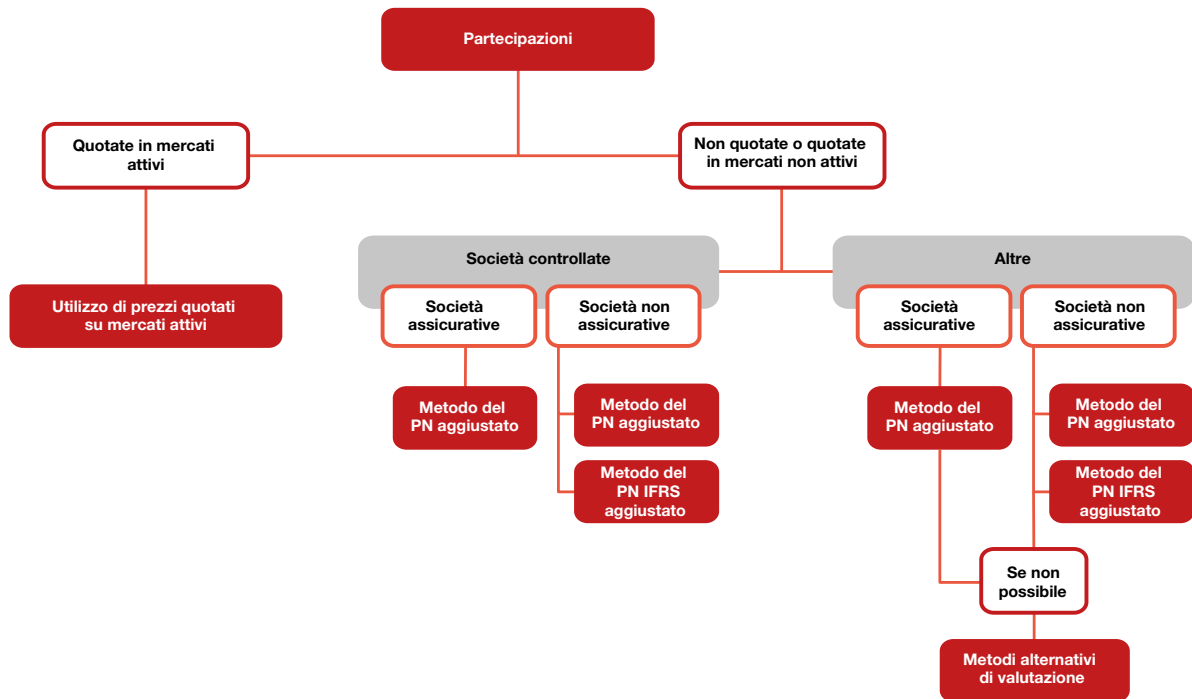 Partecipazioni
Quotate in mercati
attivi
Non quotate o quotate
in mercati non attivi
Utilizzo di prezzi quotati
su mercati attivi
Società controllate
Società
assicurative
Società non
assicurative
Metodo del
PN aggiustato
Metodo del
PN aggiustato
Metodo del
PN IFRS
aggiustato
Altre
Società
assicurative
Società non
assicurative
Metodo del
PN aggiustato
Metodo del
PN aggiustato
Metodo del
PN IFRS
aggiustato
Se non
possibile
Metodi alternativi
di valutazione